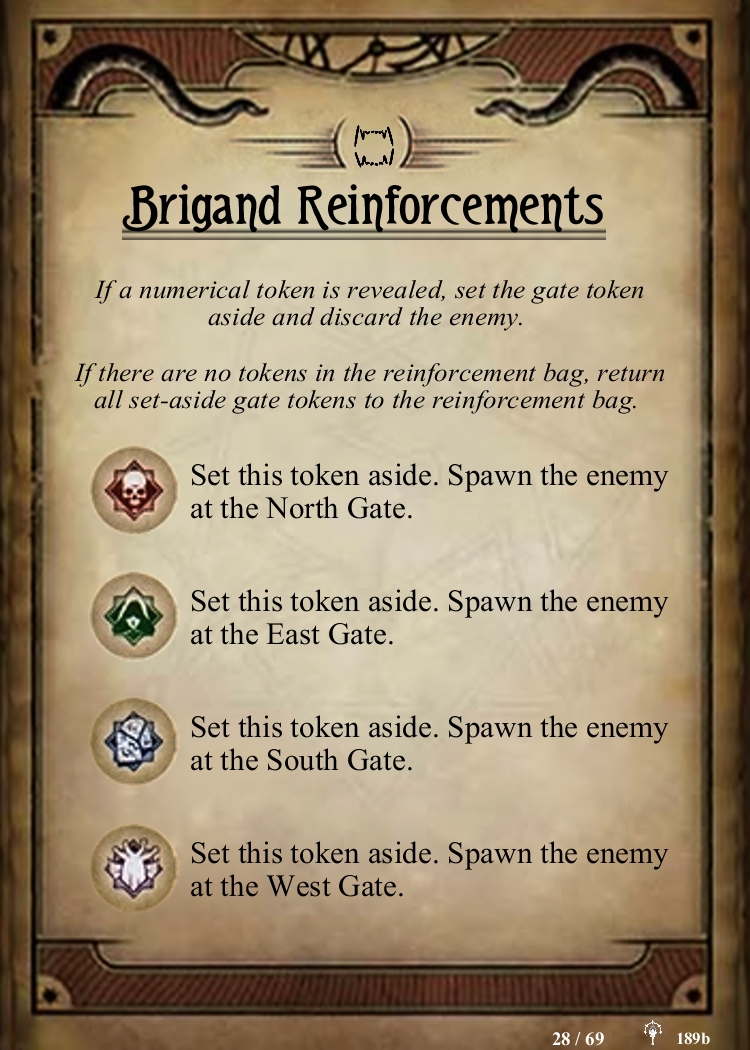 Brigand Reinforcements
If a numerical token is revealed, set the gate token
aside and discard the enemy.
If there are no tokens in the reinforcement bag, return
all set-aside gate tokens to the reinforcement bag.
Set this token aside. Spawn the enemy
at the North Gate.
Set this token aside. Spawn the enemy
at the East Gate.
Set this token aside. Spawn the enemy
at the South Gate.
Set this token aside. Spawn the enemy
at the West Gate.
28 / 69 189b